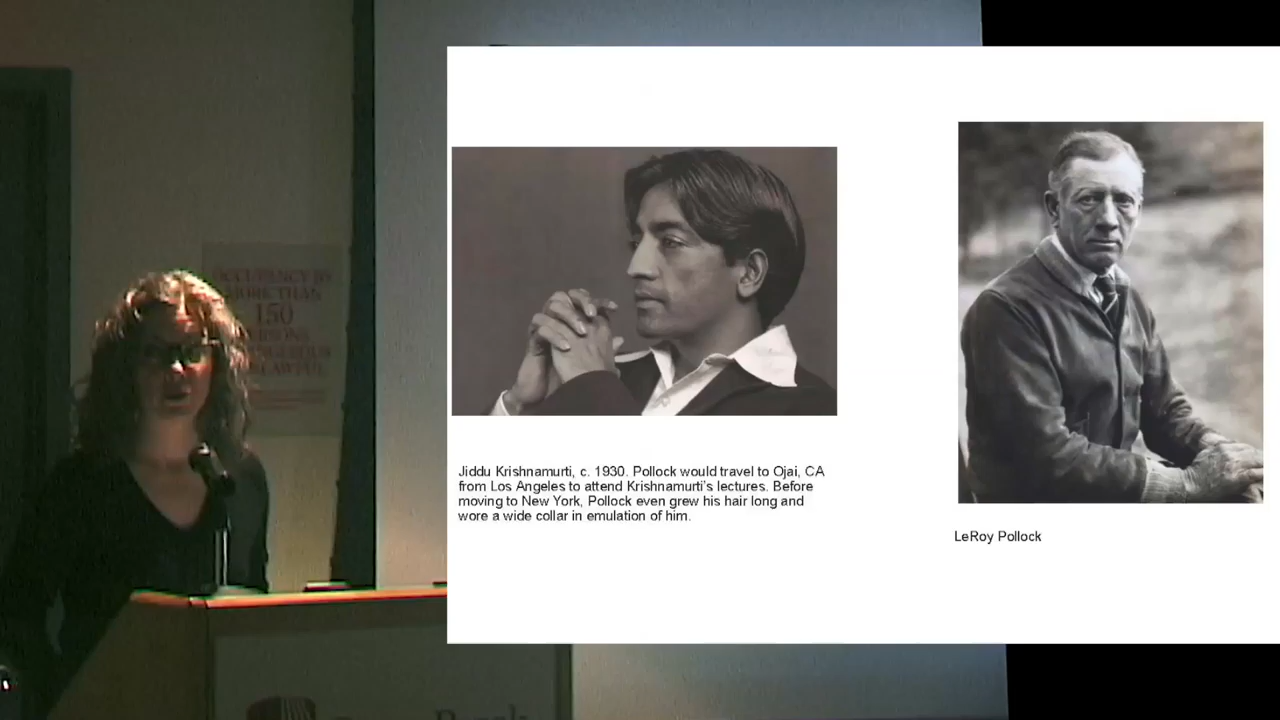 OCCUPANCY BY
MORE THAN
150
PERSONS
Jiddu Krishnamurti, c. 1930. Pollock would travel to Ojai, CA
from Los Angeles to attend Krishnamurti's lectures. Before
moving to New York, Pollock even grew his hair long and
wore a wide collar in emulation of him.
LeRoy Pollock